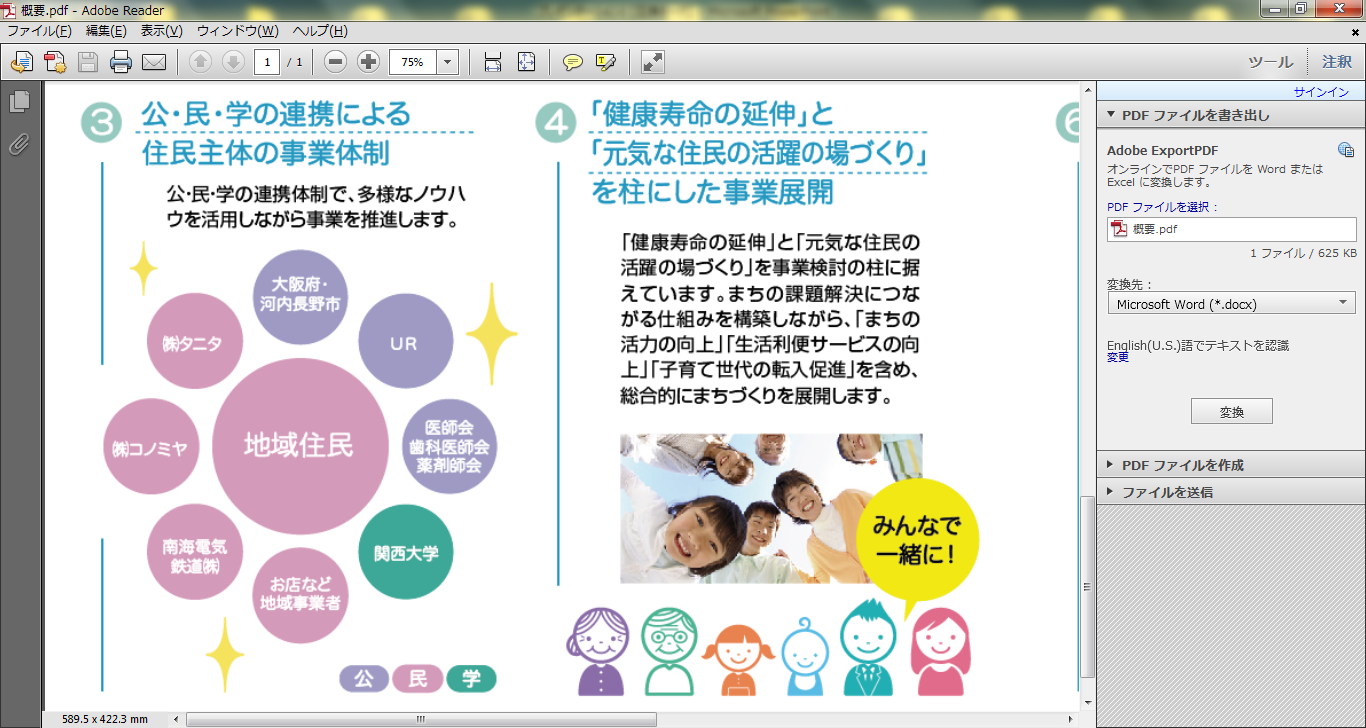 概要.pdf - Adobe Reader
ファイル(F) 編集(E) 表示(V) ウィンドウ(W) ヘルプ(H)
1 / 1 75% ツール 注釈
③ 公・民・学の連携による
住民主体の事業体制
公・民・学の連携体制で、多様なノウハ
ウを活用しながら事業を推進します。
大阪府・
河内長野市
UR
医師会
歯科医師会
薬剤師会
関西大学
お店など
地域事業者
南海電気
鉄道㈱
㈱コノミヤ
㈱タニタ
地域住民
公 民 学
④ 「健康寿命の延伸」と
「元気な住民の活躍の場づくり」
を柱にした事業展開
「健康寿命の延伸」と「元気な住民の
活躍の場づくり」を事業検討の柱に据
えています。まちの課題解決につな
がる仕組みを構築しながら、「まちの
活力の向上」「生活利便サービスの向
上」「子育て世代の転入促進」を含め、
総合的にまちづくりを展開します。
みんなで
一緒に!
⑥
589.5 x 422.3 mm
サインイン
PDF ファイルを書き出し
Adobe ExportPDF
オンラインでPDF ファイルを Word または
Excel に変換します。
PDF ファイルを選択 :
概要.pdf
1 ファイル / 625 KB
変換先 :
Microsoft Word (*.docx)
English(U.S.)語でテキストを認識
変更
変換
PDF ファイルを作成
ファイルを送信